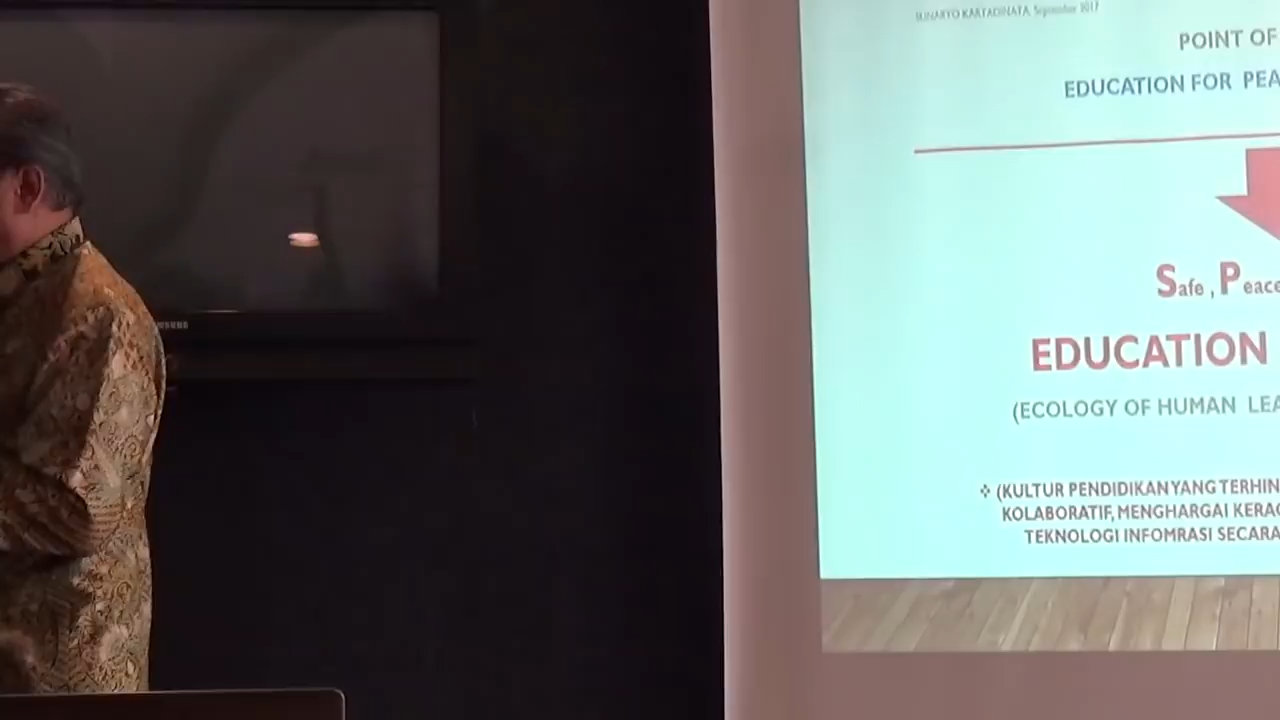 SUNARYO KARTADINATA, September 2017
POINT OF
EDUCATION FOR PEA
Safe, Peace
EDUCATION
(ECOLOGY OF HUMAN LEA
❖ (KULTUR PENDIDIKAN YANG TERHIN
KOLABORATIF, MENGHARGAI KERAG
TEKNOLOGI INFOMRASI SECARA